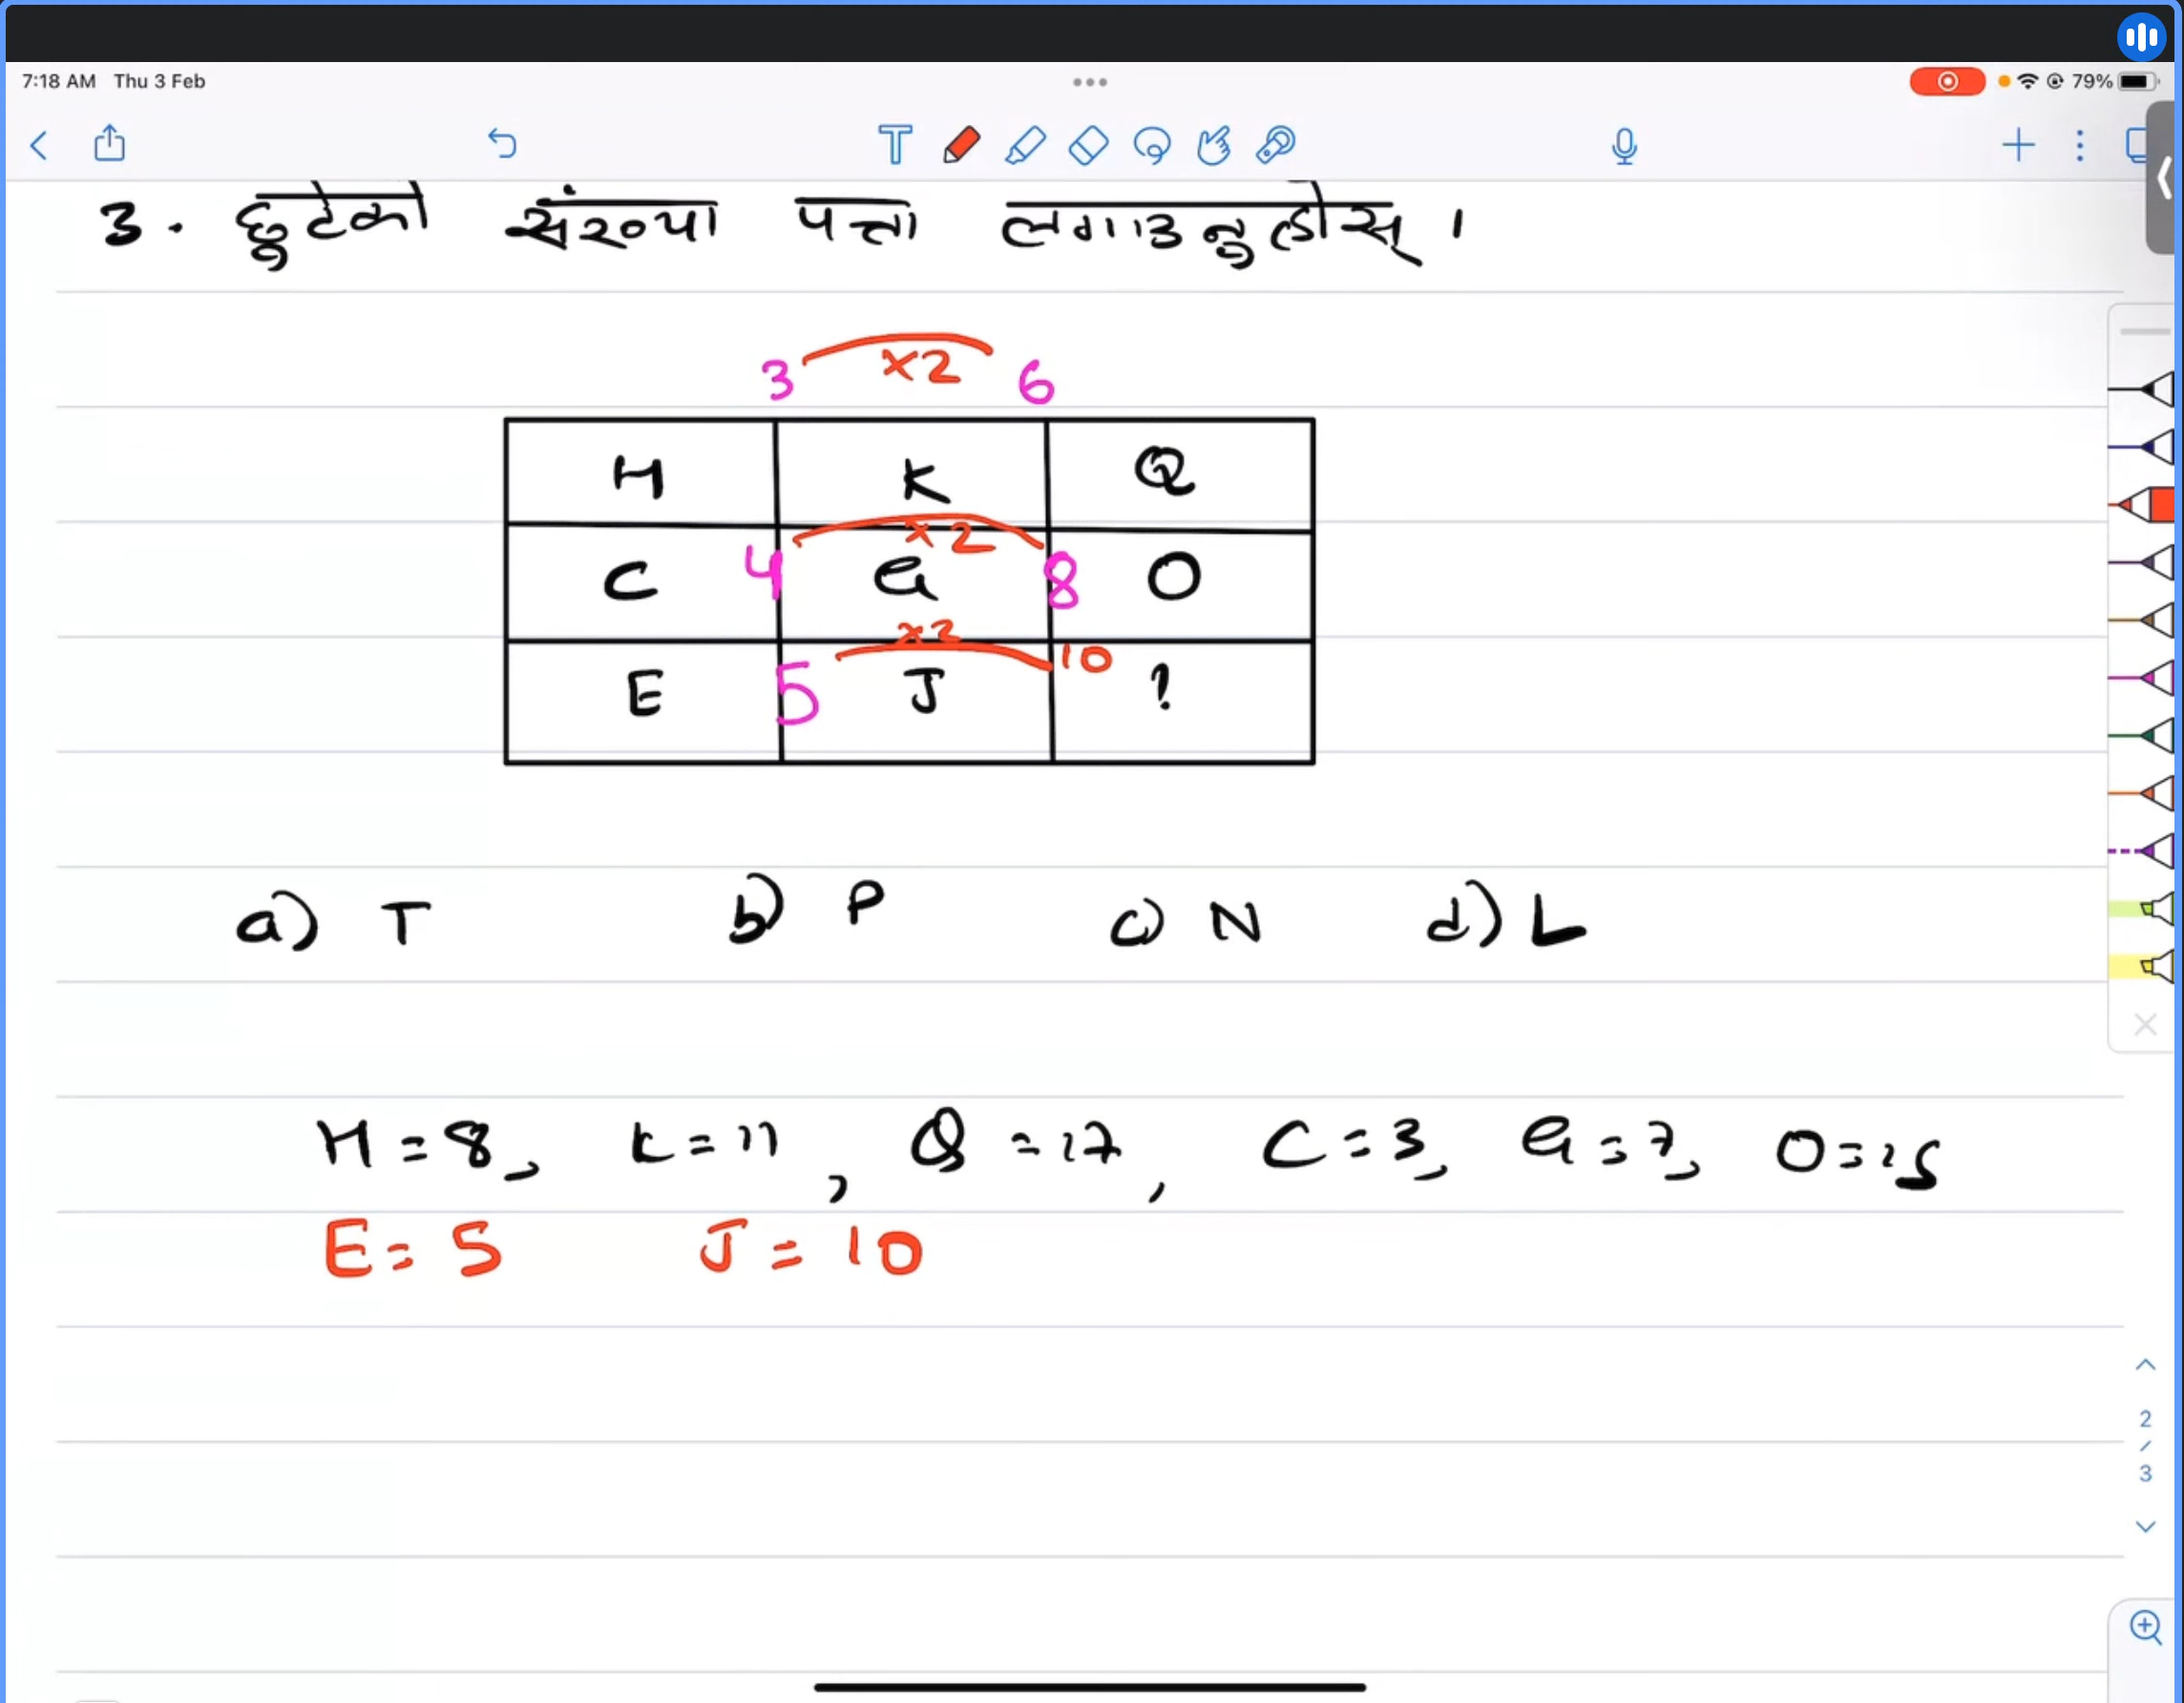 7:18 AM Thu 3 Feb
79%
3. छुटेको संख्या पत्ता लगाउनुहोस् ।
3 ×2 6
H K Q
×2
C 4 G 8 O
×2
E 5 J 10 ?
a) T b) P c) N d) L
H = 8, K = 11, Q = 17, C = 3, G = 7, O = 15
E = 5 J = 10
2
/
3